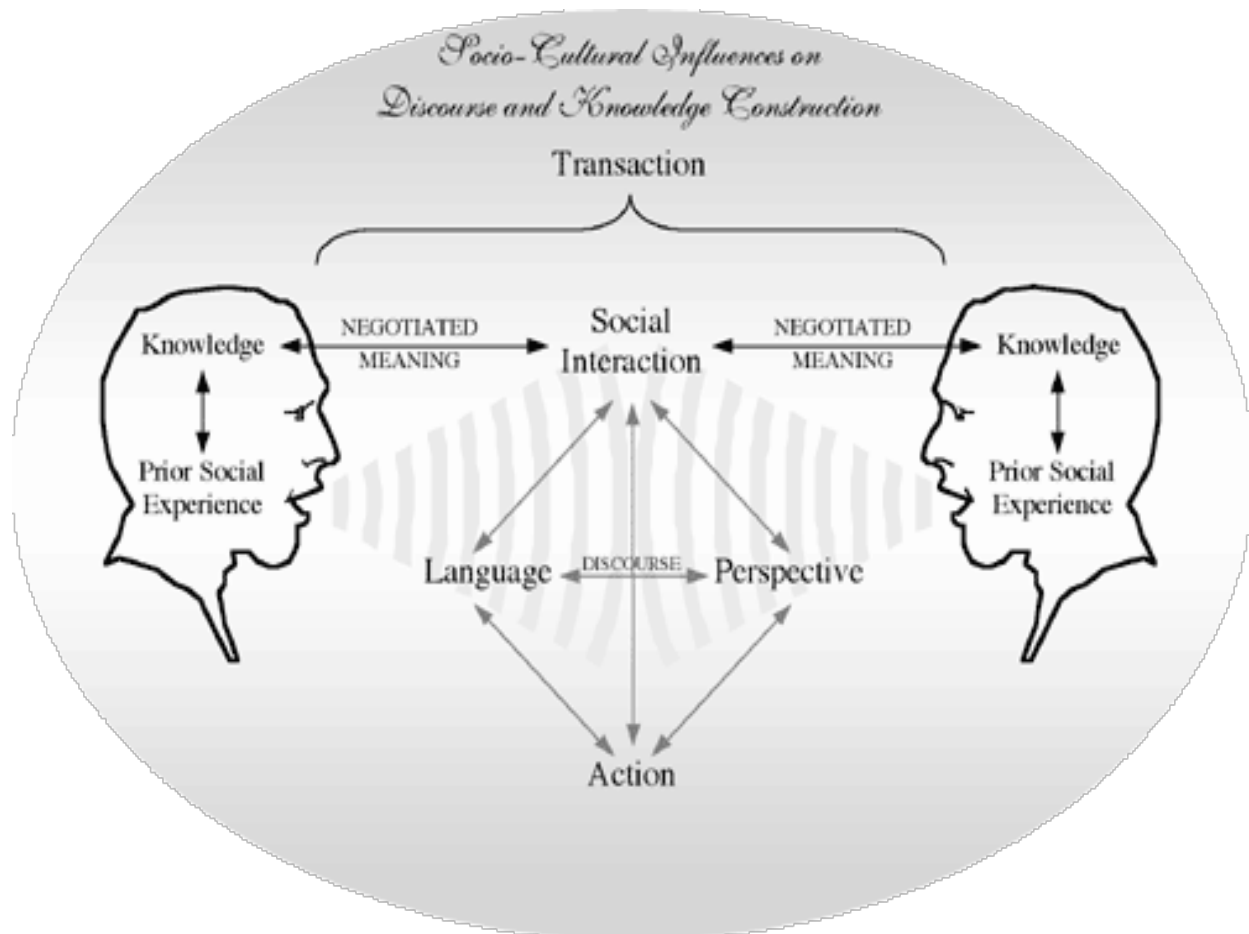 Socio-Cultural Influences on
Discourse and Knowledge Construction
Transaction
Knowledge
Prior Social
Experience
NEGOTIATED
MEANING
Social
Interaction
NEGOTIATED
MEANING
Knowledge
Prior Social
Experience
Language
DISCOURSE
Perspective
Action